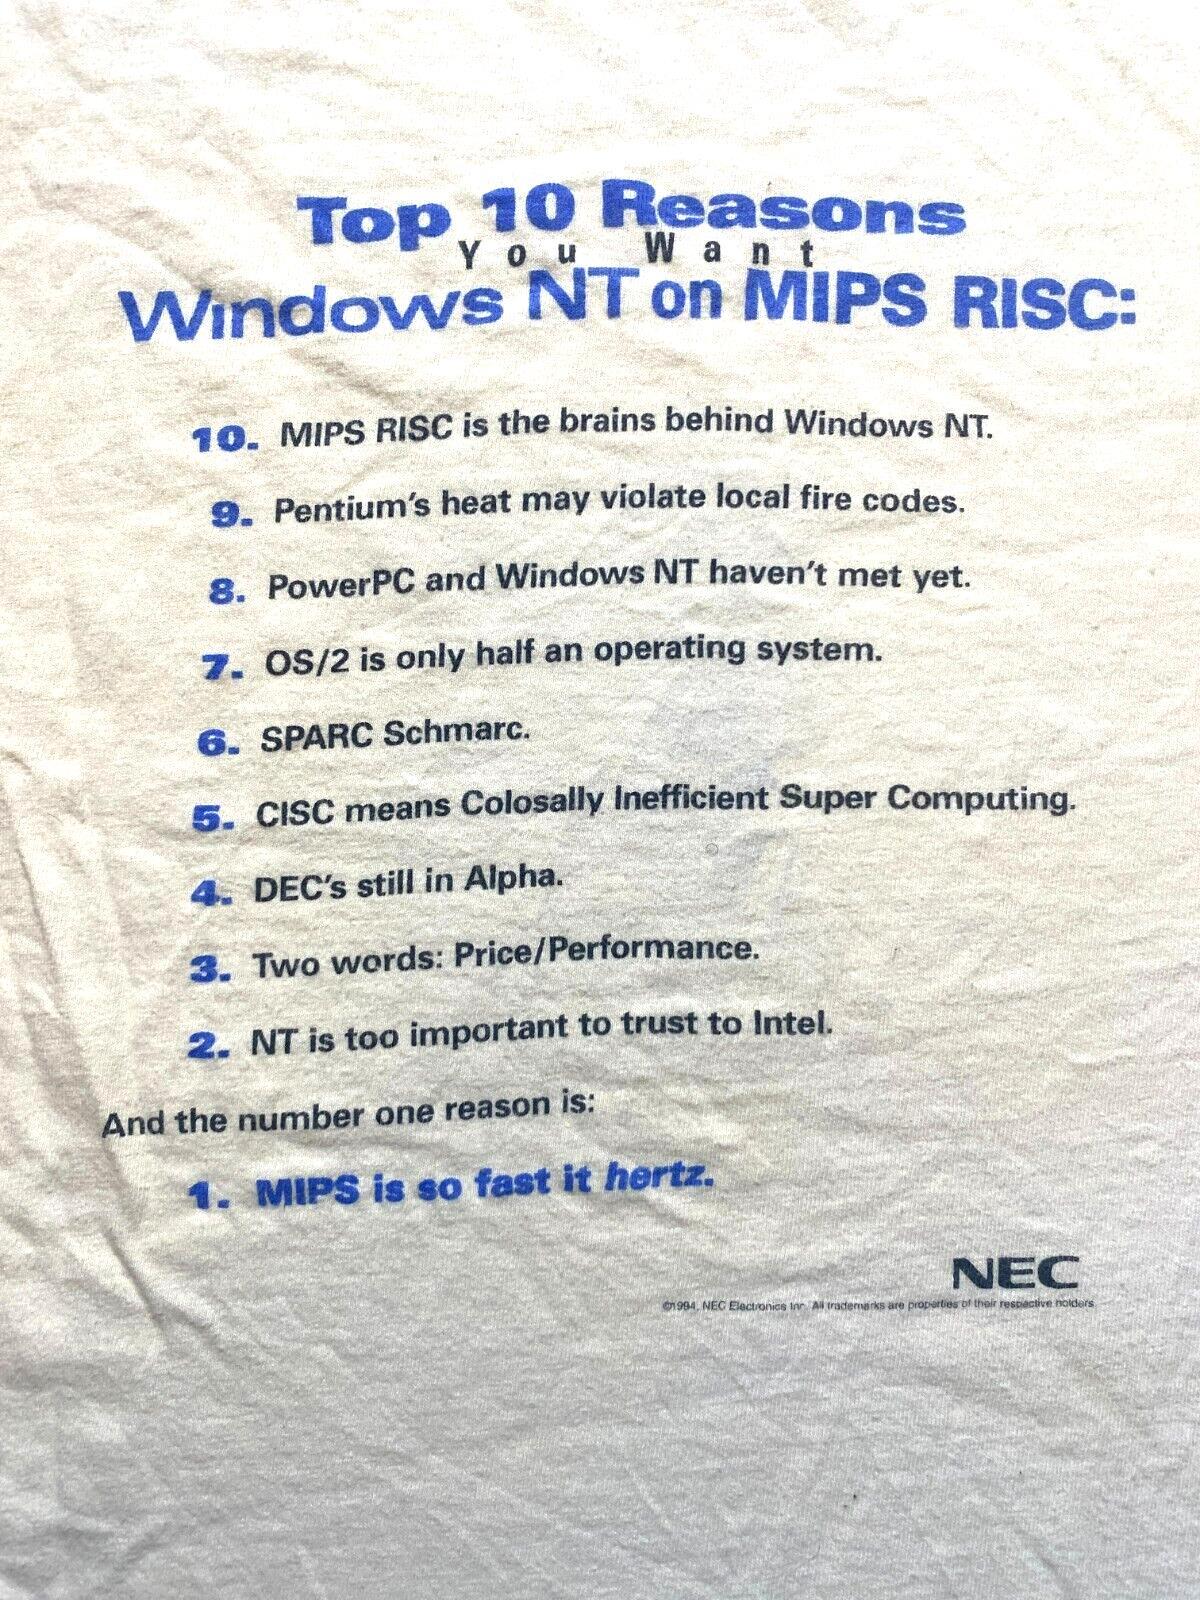 Top 10 Reasons
You Want
Windows NT on MIPS RISC:
10. MIPS RISC is the brains behind Windows NT.
9. Pentium's heat may violate local fire codes.
8. PowerPC and Windows NT haven't met yet.
7. OS/2 is only half an operating system.
6. SPARC Schmarc.
5. CISC means Colosally Inefficient Super Computing.
4. DEC's still in Alpha.
3. Two words: Price/Performance.
2. NT is too important to trust to Intel.
And the number one reason is:
1. MIPS is so fast it hertz.
NEC
©1994, NEC Electronics Inc. All trademarks are properties of their respective holders.